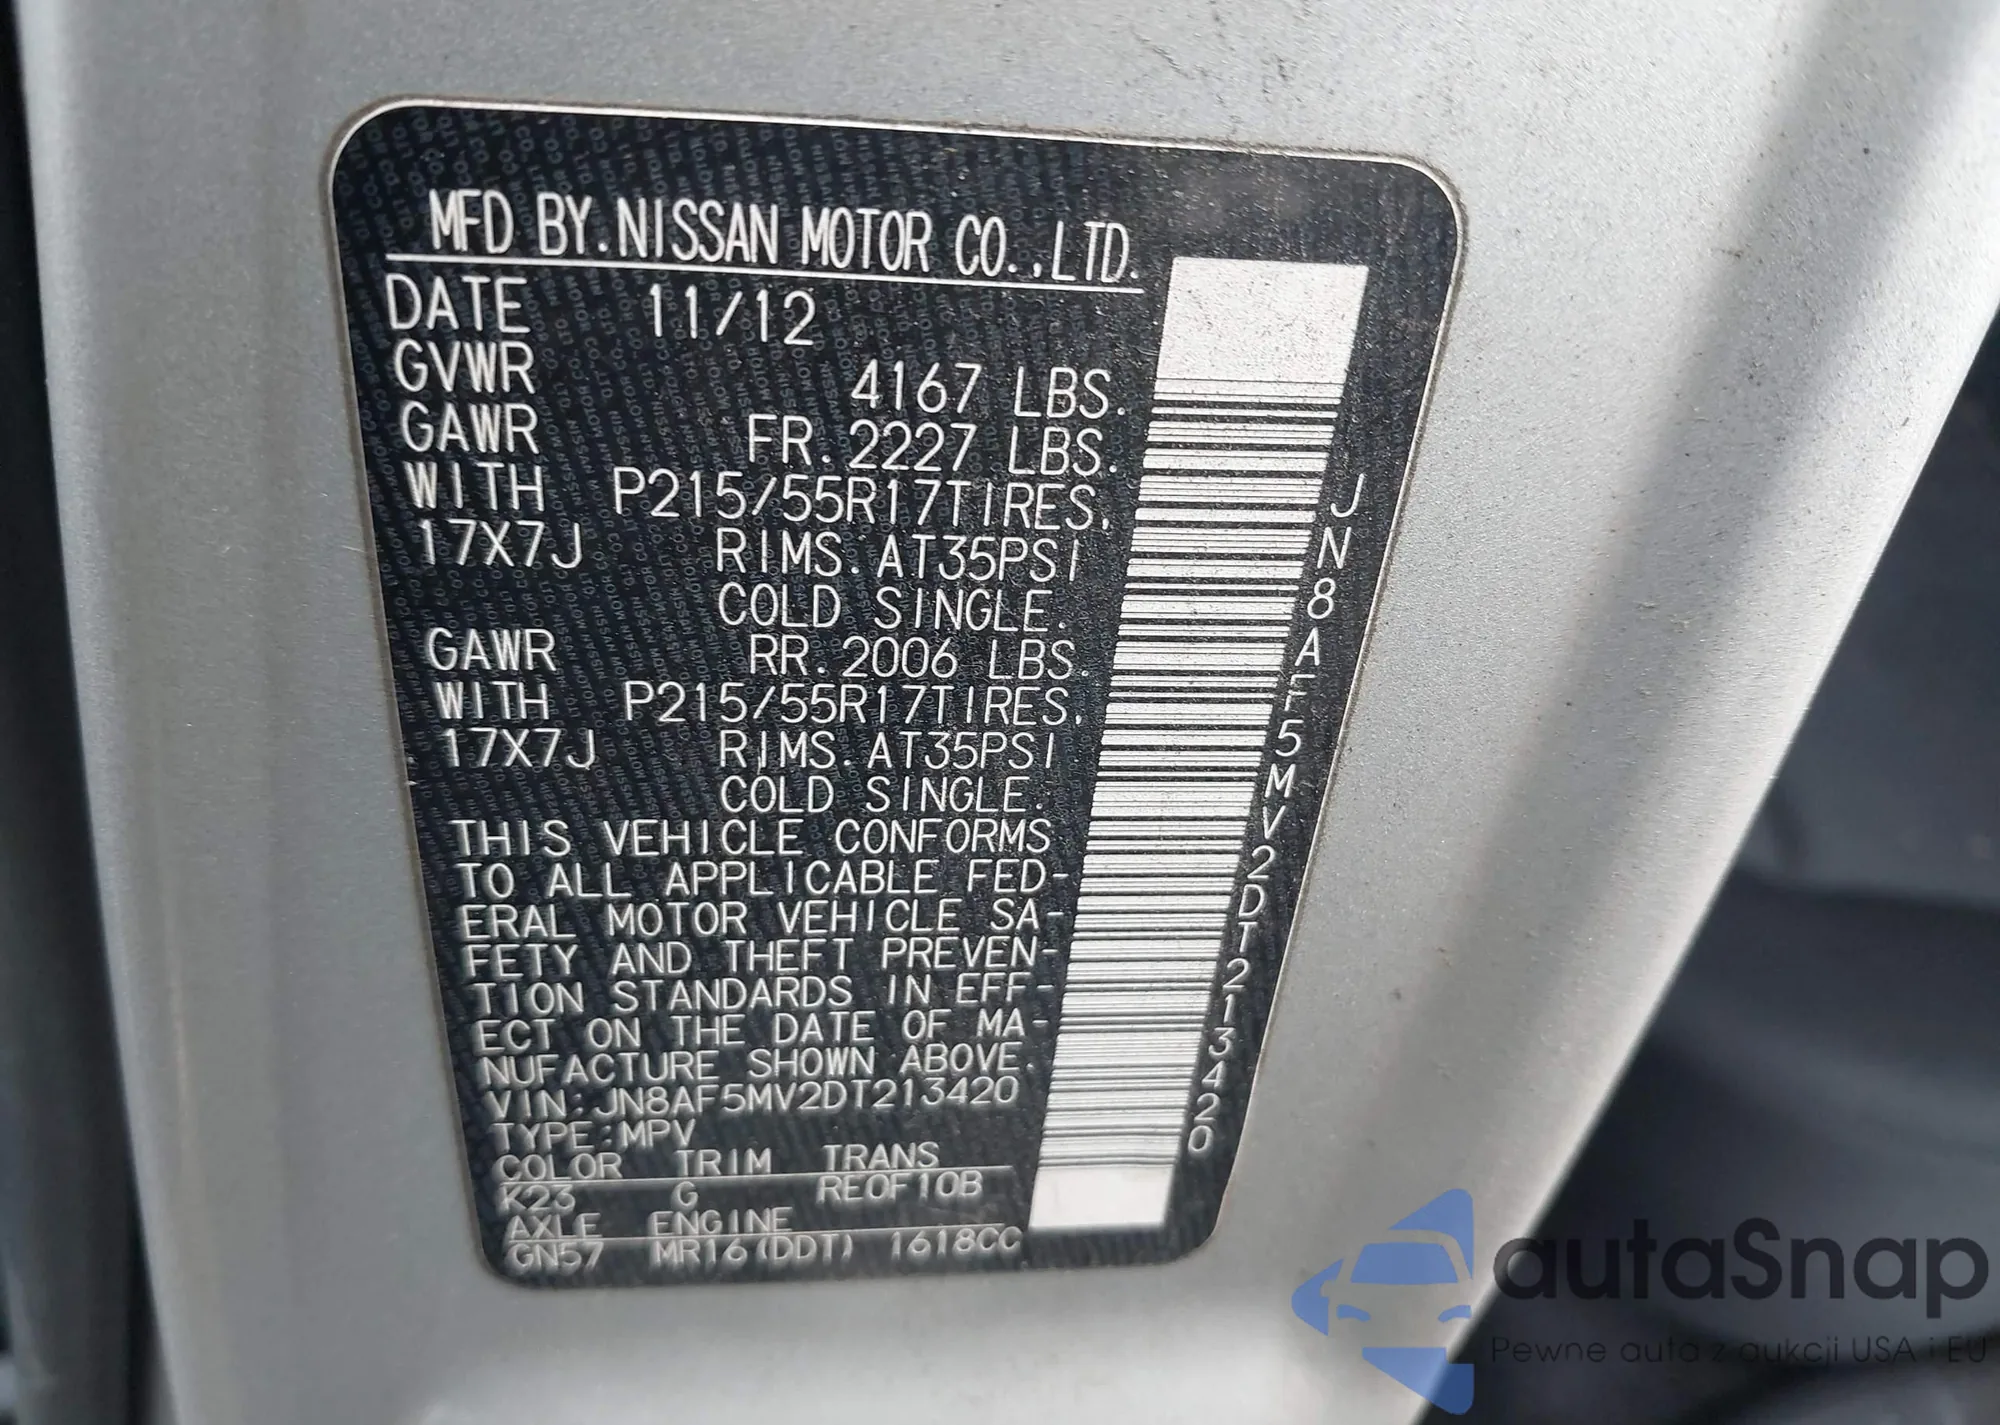 MFD BY. NISSAN MOTOR CO., LTD.
DATE 11/12
GVWR 4167 LBS.
GAWR FR. 2227 LBS.
WITH P215/55R17TIRES,
17X7J RIMS. AT35PSI
COLD SINGLE.
GAWR RR. 2006 LBS.
WITH P215/55R17TIRES,
17X7J RIMS. AT35PSI
COLD SINGLE.
THIS VEHICLE CONFORMS
TO ALL APPLICABLE FED-
ERAL MOTOR VEHICLE SA-
FETY AND THEFT PREVEN-
TION STANDARDS IN EFF-
ECT ON THE DATE OF MA-
NUFACTURE SHOWN ABOVE.
VIN:JN8AF5MV2DT213420
TYPE:MPV
COLOR TRIM TRANS
K23 G RE0F10B
AXLE ENGINE
GN57 MR16(DDT) 1618CC
JN8AF5MV2DT213420
autaSnap
Pewne auta z aukcji USA i EU